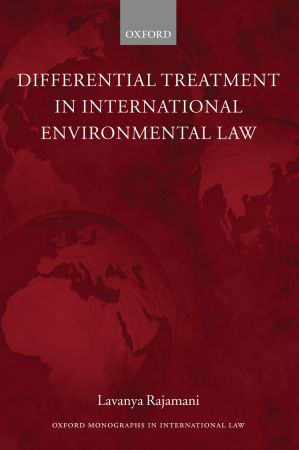 OXFORD
DIFFERENTIAL TREATMENT
IN INTERNATIONAL
ENVIRONMENTAL LAW
Lavanya Rajamani
OXFORD MONOGRAPHS IN INTERNATIONAL LAW